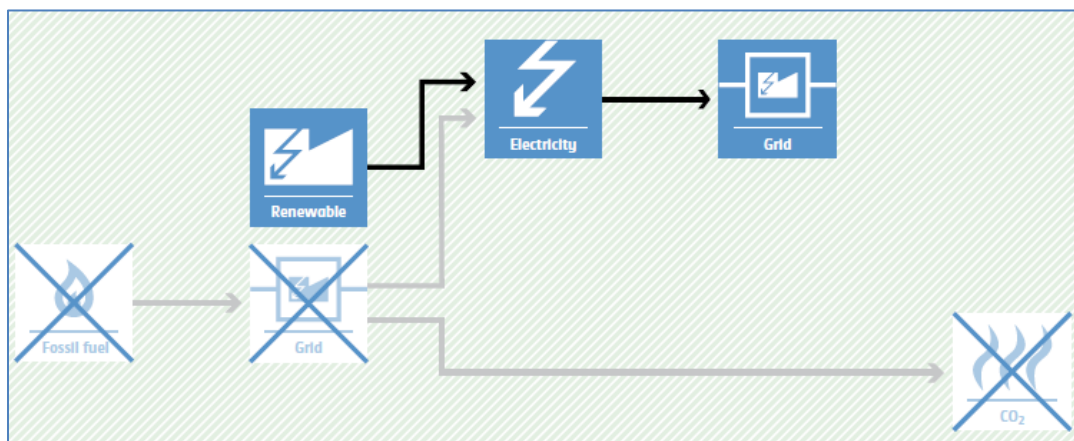 Electricity
Grid
Renewable
Fossil fuel
Grid
CO₂